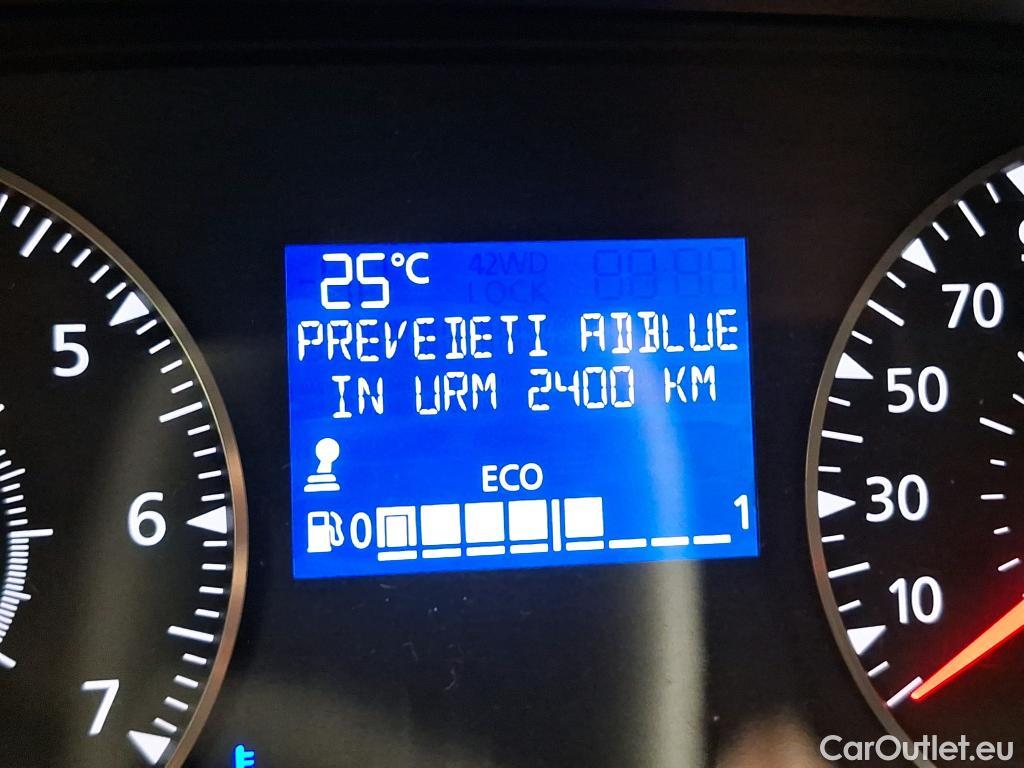 25°C
42WD
LOCK
PREVEDETI ADBLUE
IN URM 2400 KM
ECO
0
1
5
6
7
70
50
30
10
CarOutlet.eu